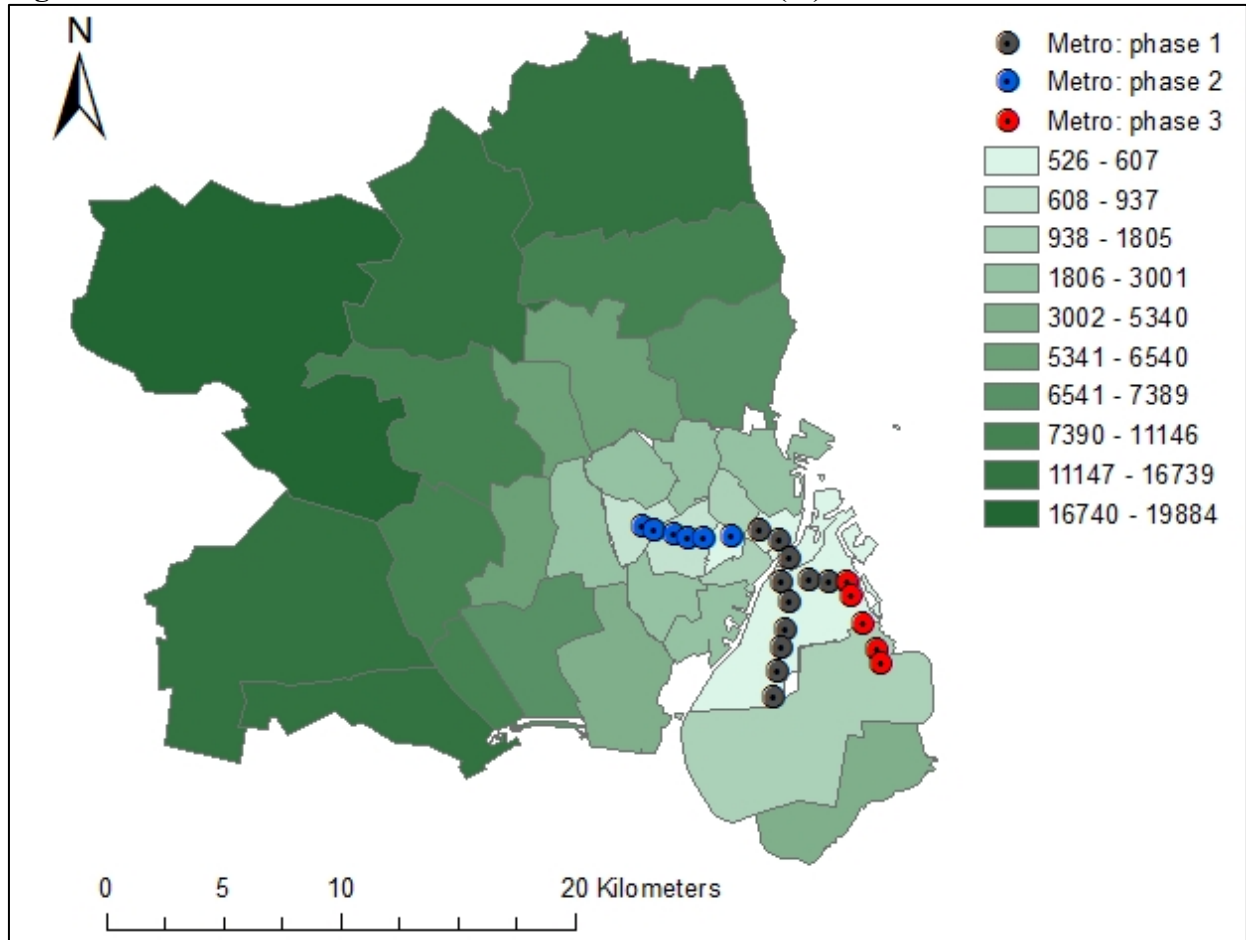 N
Metro: phase 1
Metro: phase 2
Metro: phase 3
526 - 607
608 - 937
938 - 1805
1806 - 3001
3002 - 5340
5341 - 6540
6541 - 7389
7390 - 11146
11147 - 16739
16740 - 19884
0 5 10 20 Kilometers